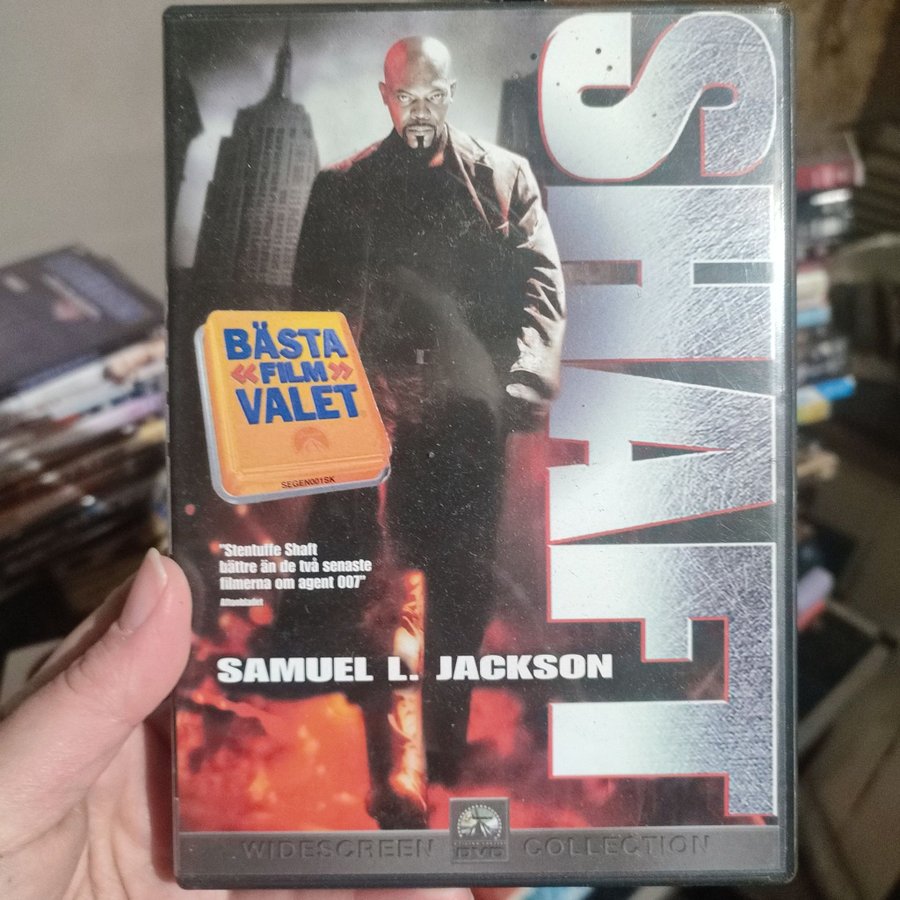 SHAFT
BÄSTA
«FILM»
VALET
SEGEN001SK
"Stentuffe Shaft
bättre än de två senaste
filmerna om agent 007"
Aftonbladet
SAMUEL L. JACKSON
WIDESCREEN DVD COLLECTION